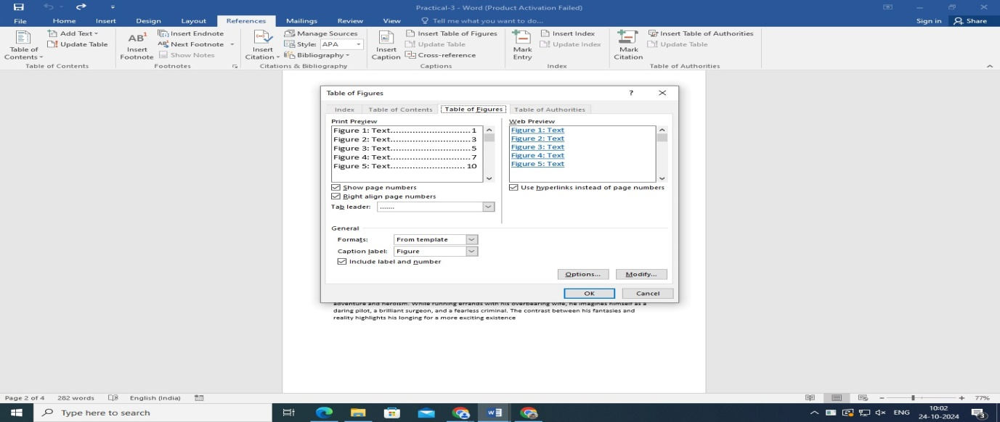 Practical-3 - Word (Product Activation Failed)
File Home Insert Design Layout References Mailings Review View Tell me what you want to do... Sign in Share
Table of Contents
Add Text
Update Table
Table of Contents
AB¹ Insert Footnote
Insert Endnote
AB¹ Next Footnote
Show Notes
Footnotes
Insert Citation
Manage Sources
Style: APA
Bibliography
Citations & Bibliography
Insert Caption
Insert Table of Figures
Update Table
Cross-reference
Captions
Mark Entry
Insert Index
Update Index
Index
Mark Citation
Insert Table of Authorities
Update Table
Table of Authorities
Table of Figures ?
Index Table of Contents Table of Figures Table of Authorities
Print Preview
Figure 1: Text............................1
Figure 2: Text............................3
Figure 3: Text............................5
Figure 4: Text............................7
Figure 5: Text.......................... 10
Show page numbers
Right align page numbers
Tab leader: .......
Web Preview
Figure 1: Text
Figure 2: Text
Figure 3: Text
Figure 4: Text
Figure 5: Text
Use hyperlinks instead of page numbers
General
Formats: From template
Caption label: Figure
Include label and number
Options... Modify...
OK Cancel
adventure and heroism. While running errands with his overbearing wife, he imagines himself as a
daring pilot, a brilliant surgeon, and a fearless criminal. The contrast between his fantasies and
reality highlights his longing for a more exciting existence
Page 2 of 4 282 words English (India) 77%
Type here to search ENG 10:02
24-10-2024 3